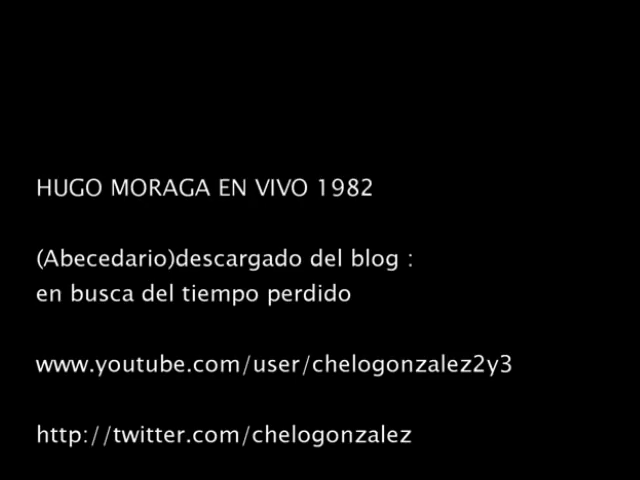 HUGO MORAGA EN VIVO 1982
(Abecedario)descargado del blog :
en busca del tiempo perdido
www.youtube.com/user/chelogonzalez2y3
http://twitter.com/chelogonzalez